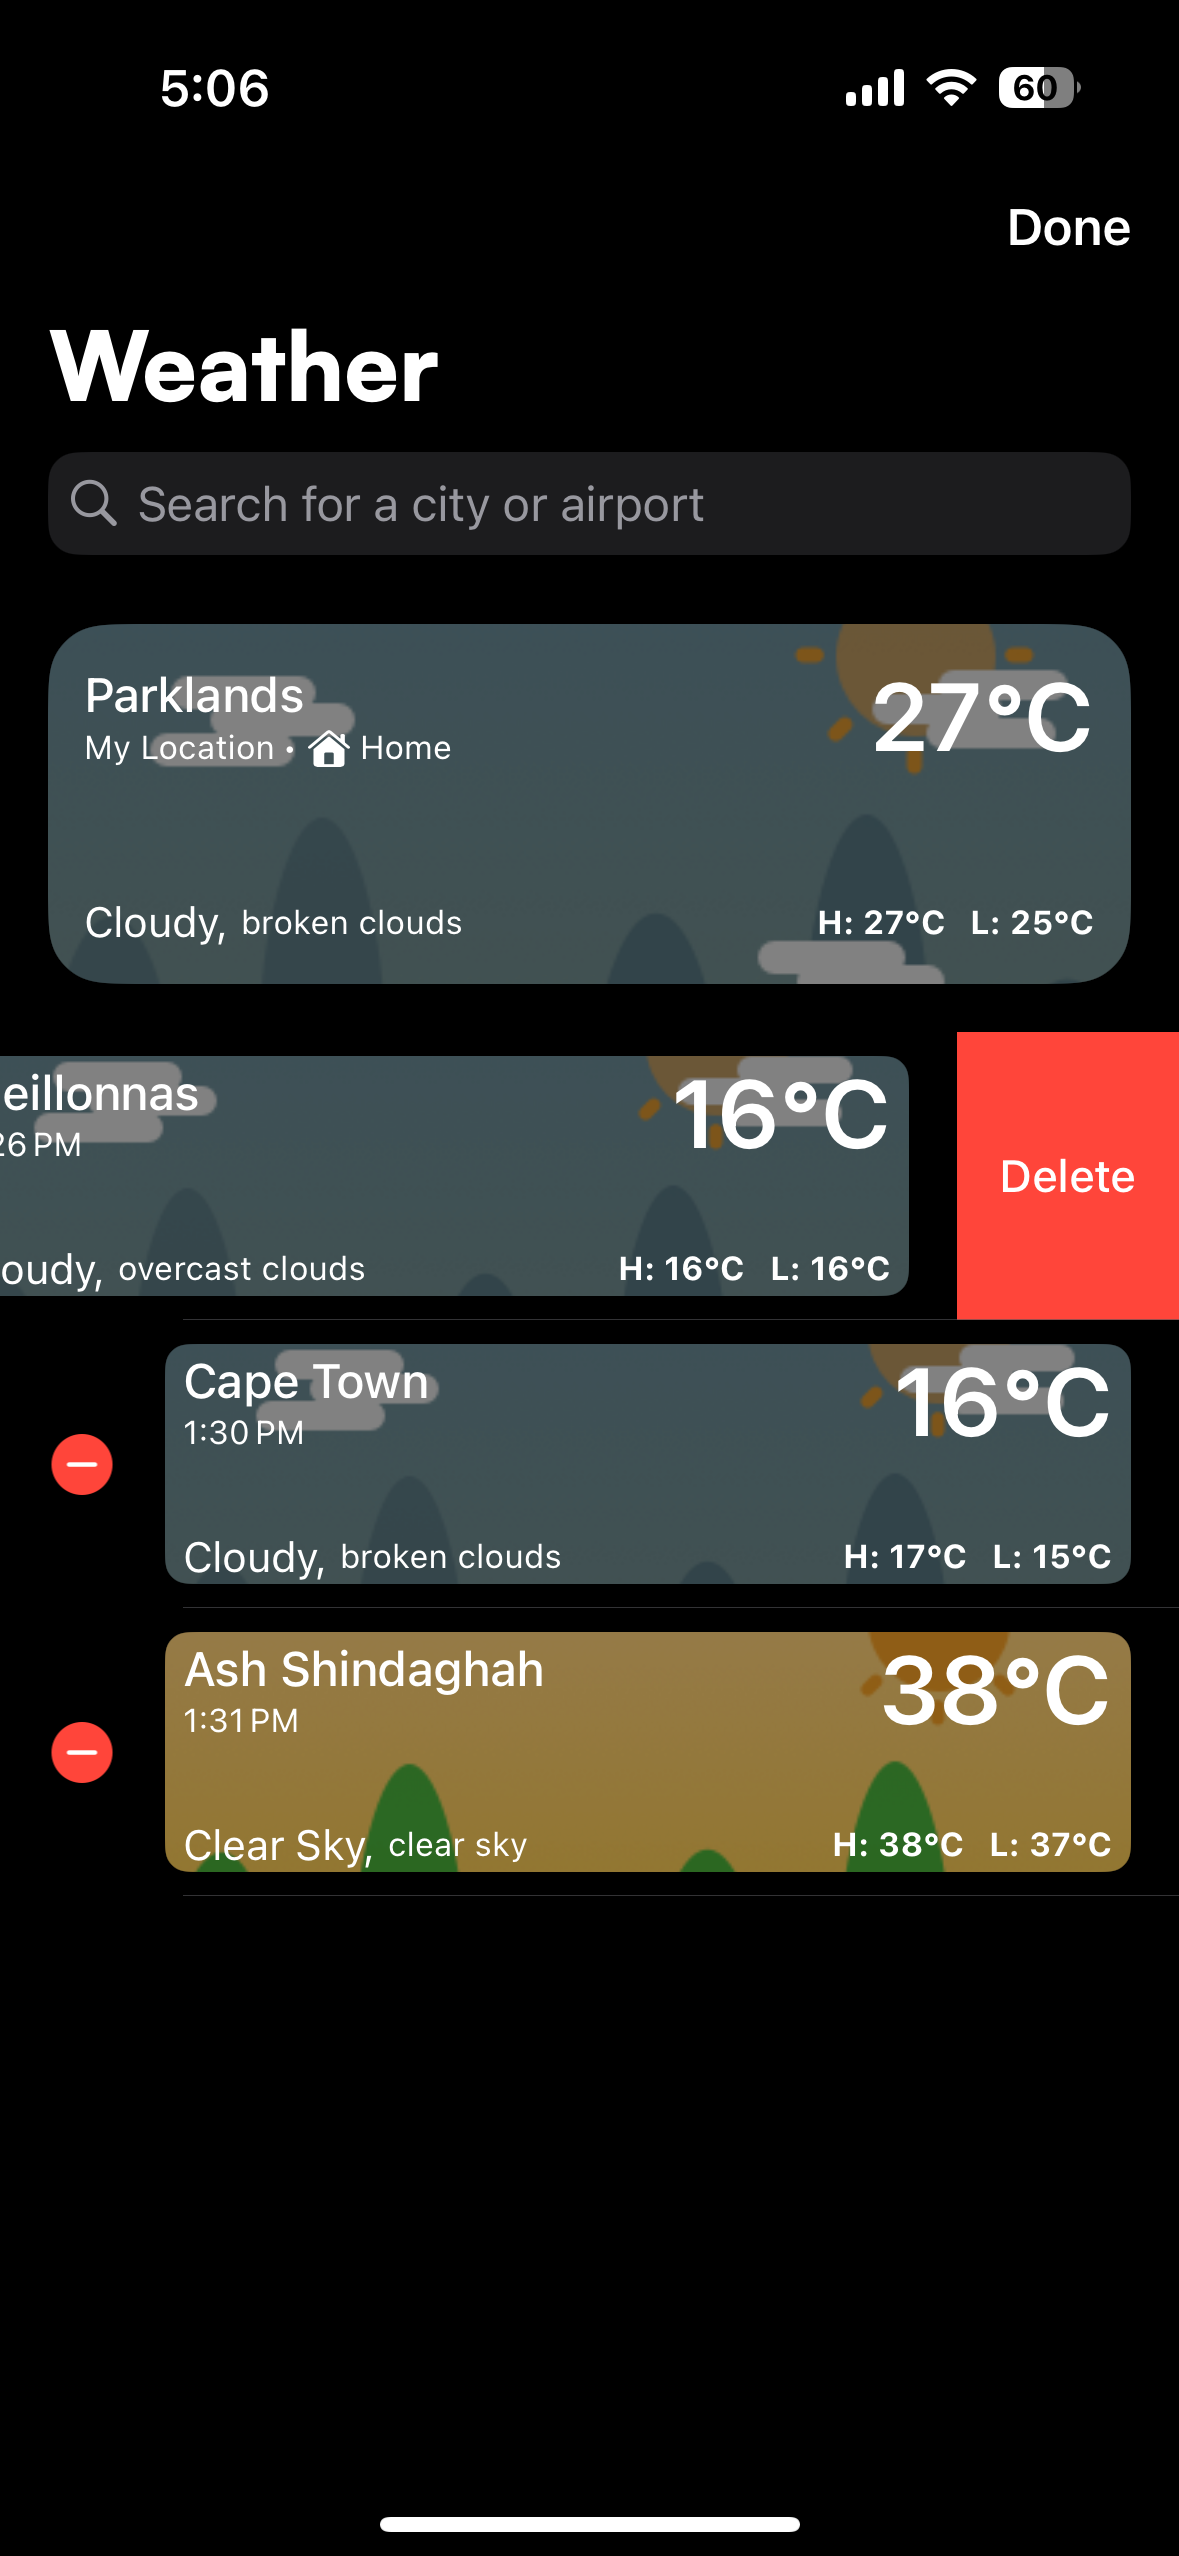 5:06
60
Done
Weather
Search for a city or airport
Parklands
27°C
My Location • Home
Cloudy, broken clouds
H: 27°C L: 25°C
eillonnas
16°C
26 PM
Delete
oudy, overcast clouds
H: 16°C L: 16°C
Cape Town
16°C
1:30 PM
Cloudy, broken clouds
H: 17°C L: 15°C
Ash Shindaghah
38°C
1:31 PM
Clear Sky, clear sky
H: 38°C L: 37°C